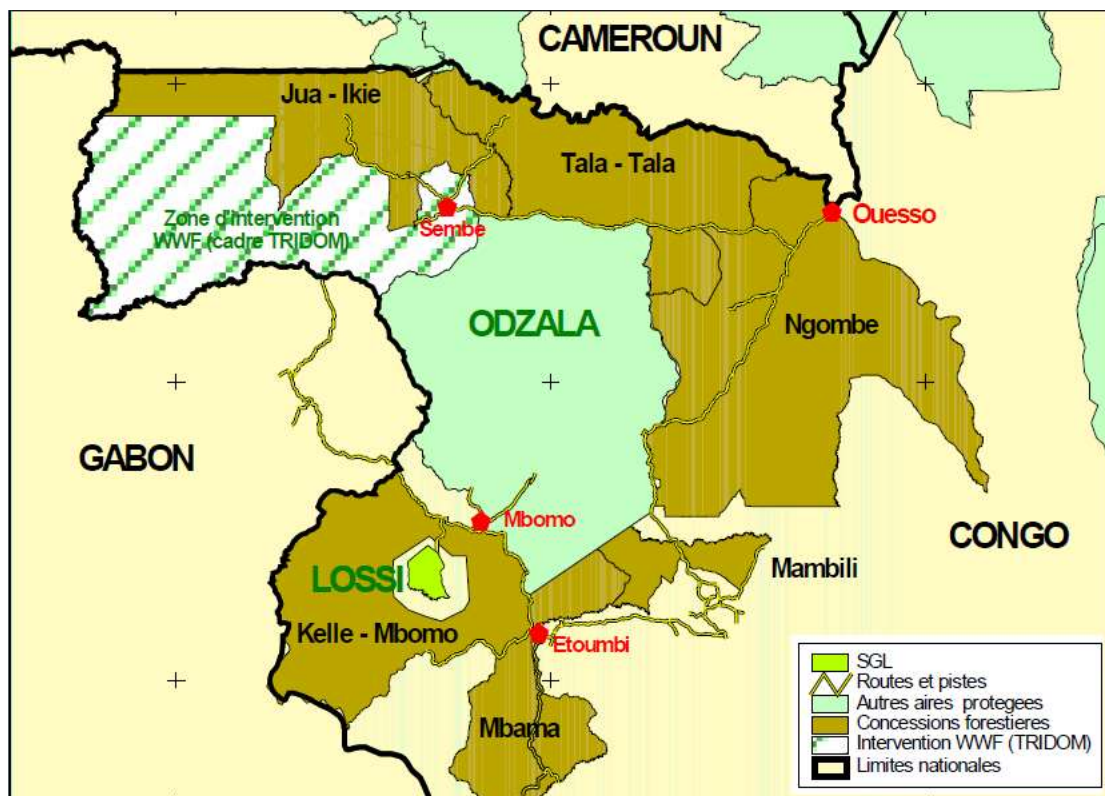 CAMEROUN
Jua - Ikie
Tala - Tala
Zone d'intervention
WWF (cadre TRIDOM)
Sembe
Ouesso
ODZALA
Ngombe
GABON
Mbomo
CONGO
LOSSI
Mambili
Kelle - Mbomo
Etoumbi
Mbama
SGL
Routes et pistes
Autres aires protegees
Concessions forestieres
Intervention WWF (TRIDOM)
Limites nationales